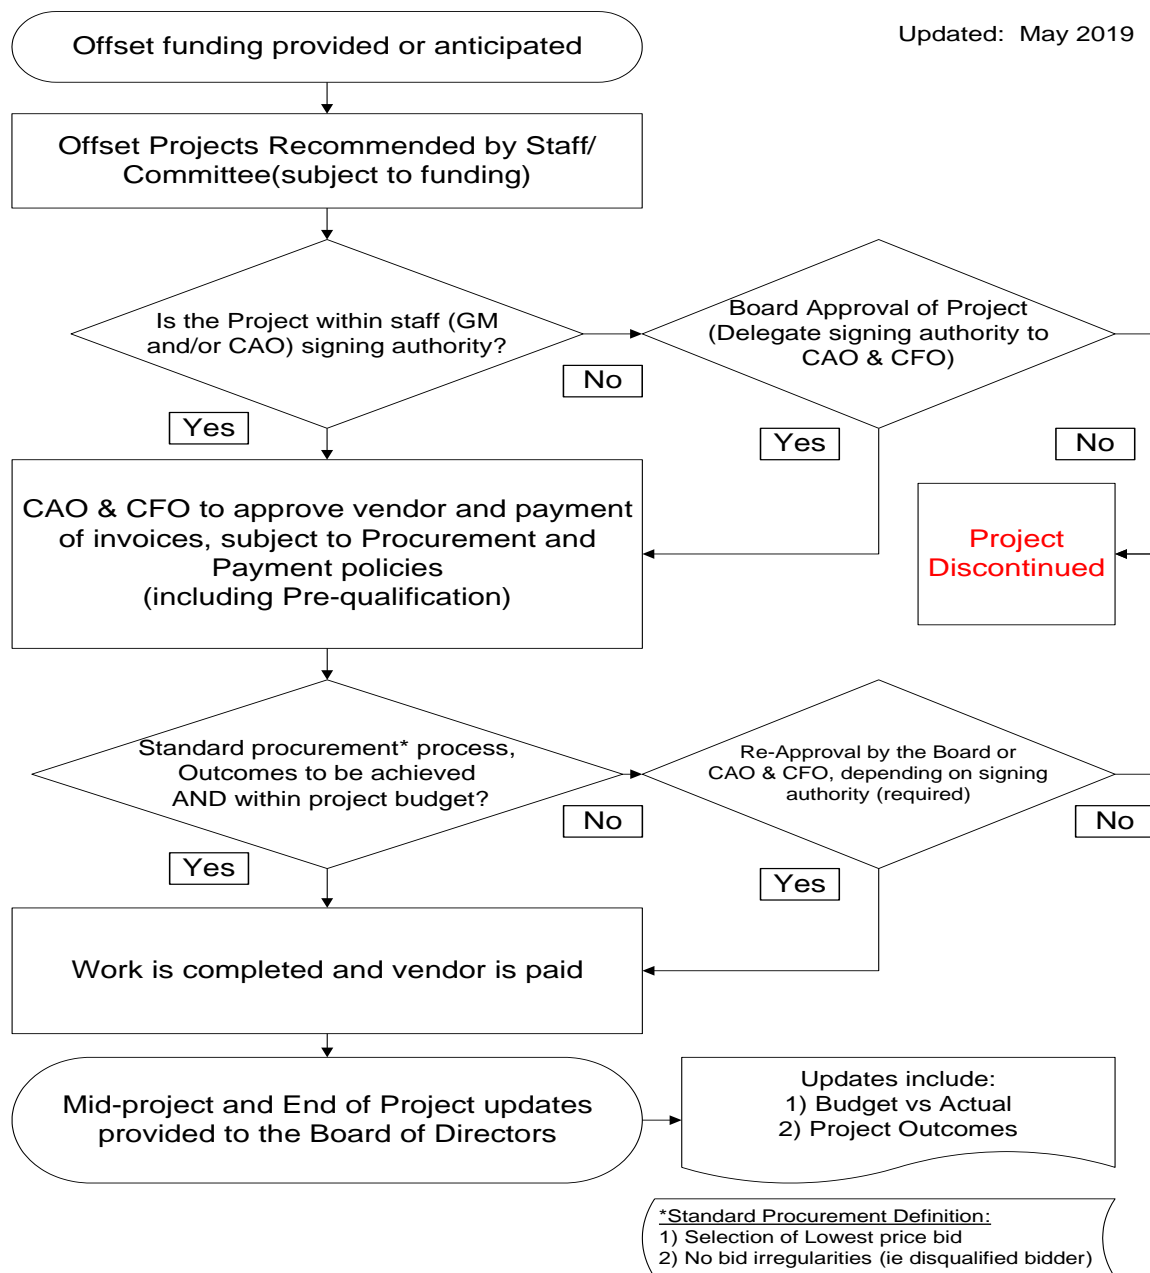 Offset funding provided or anticipated
Updated:  May 2019
Offset Projects Recommended by Staff/
Committee(subject to funding)
Is the Project within staff (GM
and/or CAO) signing authority?
Board Approval of Project
(Delegate signing authority to
CAO & CFO)
No
Yes
Yes
No
CAO & CFO to approve vendor and payment
of invoices, subject to Procurement and
Payment policies
(including Pre-qualification)
Project
Discontinued
Standard procurement* process,
Outcomes to be achieved
AND within project budget?
Re-Approval by the Board or
CAO & CFO, depending on signing
authority (required)
No
No
Yes
Yes
Work is completed and vendor is paid
Mid-project and End of Project updates
provided to the Board of Directors
Updates include:
1) Budget vs Actual
2) Project Outcomes
*Standard Procurement Definition:
1) Selection of Lowest price bid
2) No bid irregularities (ie disqualified bidder)